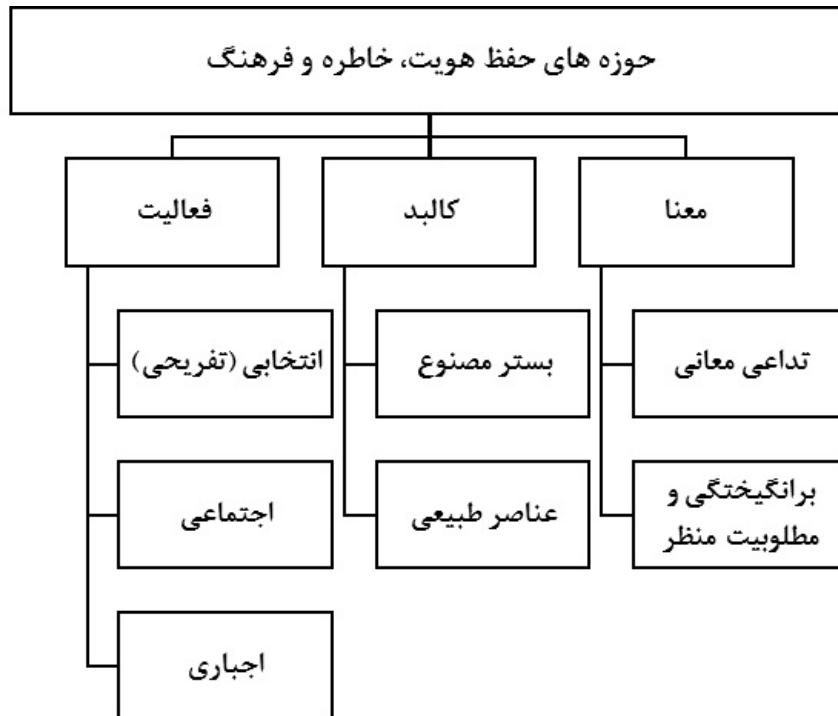 حوزه های حفظ هویت، خاطره و فرهنگ
معنا
تداعی معانی
برانگیختگی و
مطلوبیت منظر
کالبد
بستر مصنوع
عناصر طبیعی
فعالیت
انتخابی (تفریحی)
اجتماعی
اجباری